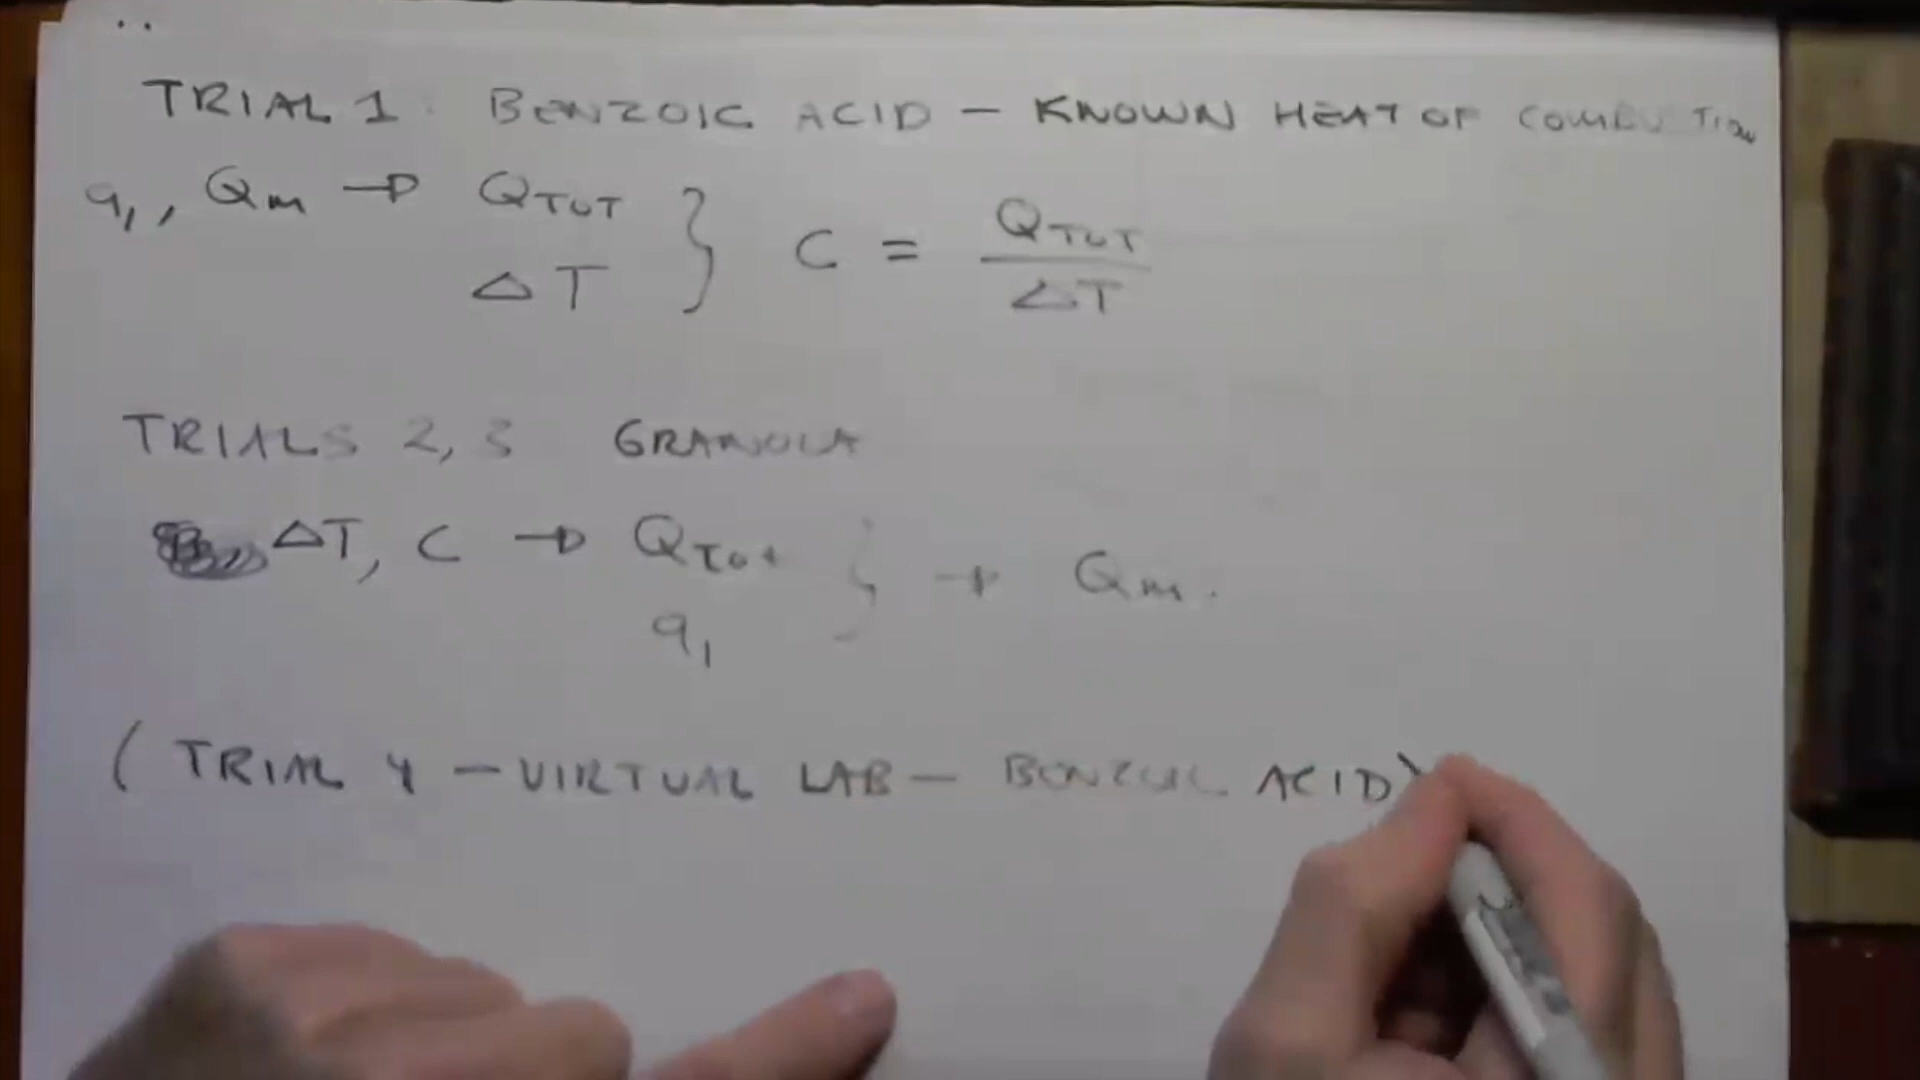 TRIAL 1. BENZOIC ACID - KNOWN HEAT OF COMBUSTION
q₁, Qm → QTOT } C = QTOT / ΔT
ΔT
TRIALS 2, 3 GRANOLA
ΔT, C → QTOT } → Qm.
q₁
(TRIAL 4 - VIRTUAL LAB - BENZOIC ACID)